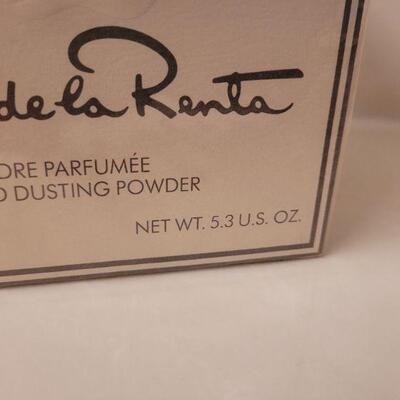 de la Renta
DRE PARFUMÉE
D DUSTING POWDER
NET WT. 5.3 U.S. OZ.